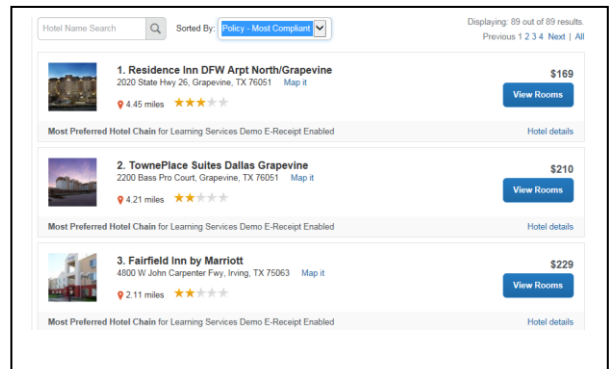 Hotel Name Search
Sorted By: Policy - Most Compliant
Displaying: 89 out of 89 results.
Previous 1 2 3 4 Next | All
1. Residence Inn DFW Arpt North/Grapevine
2020 State Hwy 26, Grapevine, TX 76051 Map it
4.45 miles
$169
View Rooms
Most Preferred Hotel Chain for Learning Services Demo E-Receipt Enabled
Hotel details
2. TownePlace Suites Dallas Grapevine
2200 Bass Pro Court, Grapevine, TX 76051 Map it
4.21 miles
$210
View Rooms
Most Preferred Hotel Chain for Learning Services Demo E-Receipt Enabled
Hotel details
3. Fairfield Inn by Marriott
4800 W John Carpenter Fwy, Irving, TX 75063 Map it
2.11 miles
$229
View Rooms
Most Preferred Hotel Chain for Learning Services Demo E-Receipt Enabled
Hotel details